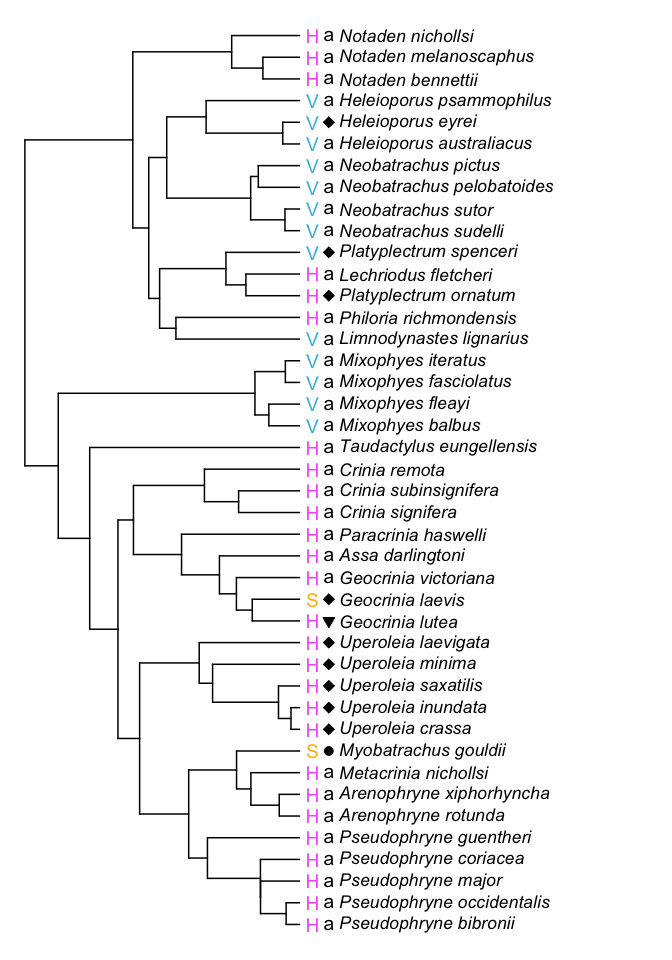 H a Notaden nichollsi
H a Notaden melanoscaphus
H a Notaden bennettii
V a Heleioporus psammophilus
V ◆ Heleioporus eyrei
V a Heleioporus australiacus
V a Neobatrachus pictus
V a Neobatrachus pelobatoides
V a Neobatrachus sutor
V a Neobatrachus sudelli
V ◆ Platyplectrum spenceri
H a Lechriodus fletcheri
H ◆ Platyplectrum ornatum
H a Philoria richmondensis
V a Limnodynastes lignarius
V a Mixophyes iteratus
V a Mixophyes fasciolatus
V a Mixophyes fleayi
V a Mixophyes balbus
H a Taudactylus eungellensis
H a Crinia remota
H a Crinia subinsignifera
H a Crinia signifera
H a Paracrinia haswelli
H a Assa darlingtoni
H a Geocrinia victoriana
S ◆ Geocrinia laevis
H ▼ Geocrinia lutea
H ◆ Uperoleia laevigata
H ◆ Uperoleia minima
H ◆ Uperoleia saxatilis
H ◆ Uperoleia inundata
H ◆ Uperoleia crassa
S ● Myobatrachus gouldii
H a Metacrinia nichollsi
H a Arenophryne xiphorhyncha
H a Arenophryne rotunda
H a Pseudophryne guentheri
H a Pseudophryne coriacea
H a Pseudophryne major
H a Pseudophryne occidentalis
H a Pseudophryne bibronii